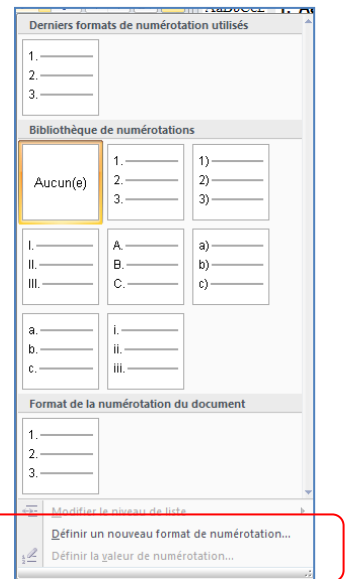 Derniers formats de numérotation utilisés
1.
2.
3.
Bibliothèque de numérotations
Aucun(e)
1.
2.
3.
1)
2)
3)
I.
II.
III.
A.
B.
C.
a)
b)
c)
a.
b.
c.
i.
ii.
iii.
Format de la numérotation du document
1.
2.
3.
Modifier le niveau de liste
Définir un nouveau format de numérotation...
Définir la valeur de numérotation...